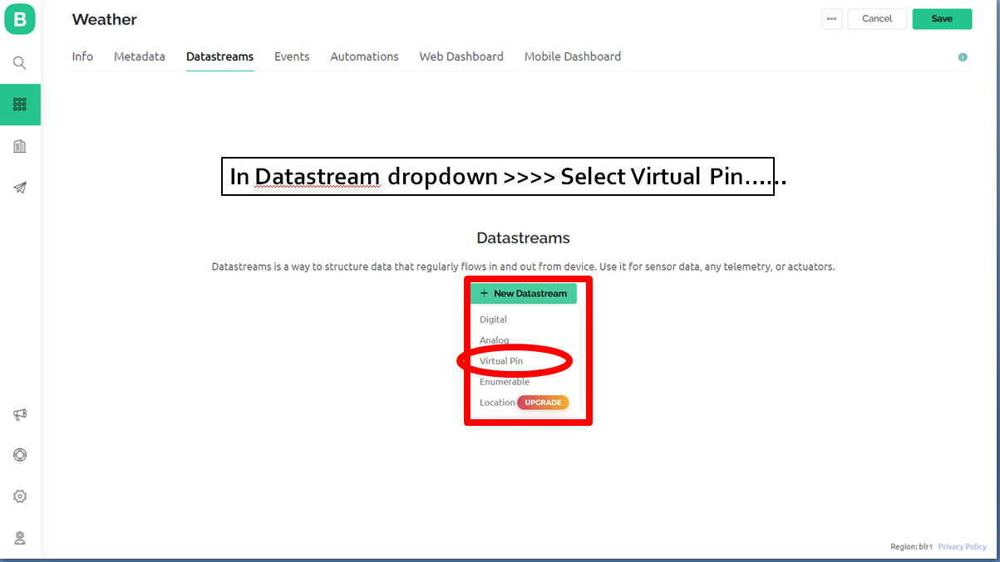 B
Weather
Cancel
Save
Info Metadata Datastreams Events Automations Web Dashboard Mobile Dashboard
In Datastream dropdown >>>> Select Virtual Pin......
Datastreams
Datastreams is a way to structure data that regularly flows in and out from device. Use it for sensor data, any telemetry, or actuators.
+ New Datastream
Digital
Analog
Virtual Pin
Enumerable
Location UPGRADE
Region: blr1 Privacy Policy